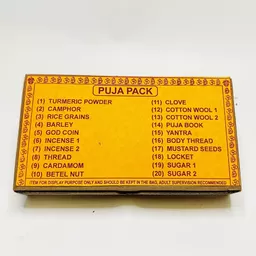 PUJA PACK
(1) TURMERIC POWDER
(2) CAMPHOR
(3) RICE GRAINS
(4) BARLEY
(5) GOD COIN
(6) INCENSE 1
(7) INCENSE 2
(8) THREAD
(9) CARDAMOM
(10) BETEL NUT
(11) CLOVE
(12) COTTON WOOL 1
(13) COTTON WOOL 2
(14) PUJA BOOK
(15) YANTRA
(16) BODY THREAD
(17) MUSTARD SEEDS
(18) LOCKET
(19) SUGAR 1
(20) SUGAR 2
ITEM FOR DISPLAY PURPOSE ONLY AND SHOULD BE KEPT IN THE BAG, ADULT SUPERVISION RECOMMENDED